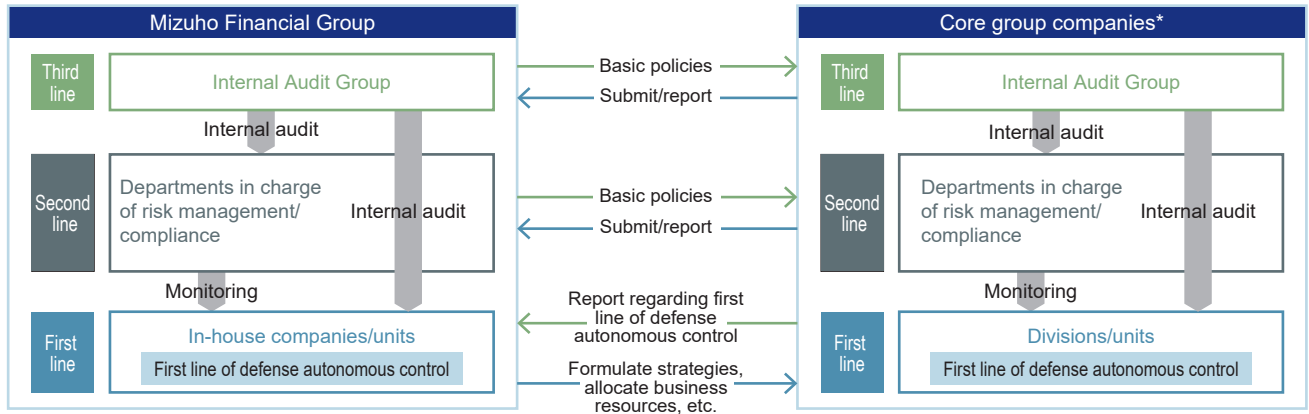 Mizuho Financial Group
Third
line
Internal Audit Group
Internal audit
Second
line
Departments in charge
of risk management/
compliance
Internal audit
Monitoring
First
line
In-house companies/units
First line of defense autonomous control
Basic policies
Submit/report
Basic policies
Submit/report
Report regarding first
line of defense
autonomous control
Formulate strategies,
allocate business
resources, etc.
Core group companies*
Third
line
Internal Audit Group
Internal audit
Second
line
Departments in charge
of risk management/
compliance
Internal audit
Monitoring
First
line
Divisions/units
First line of defense autonomous control